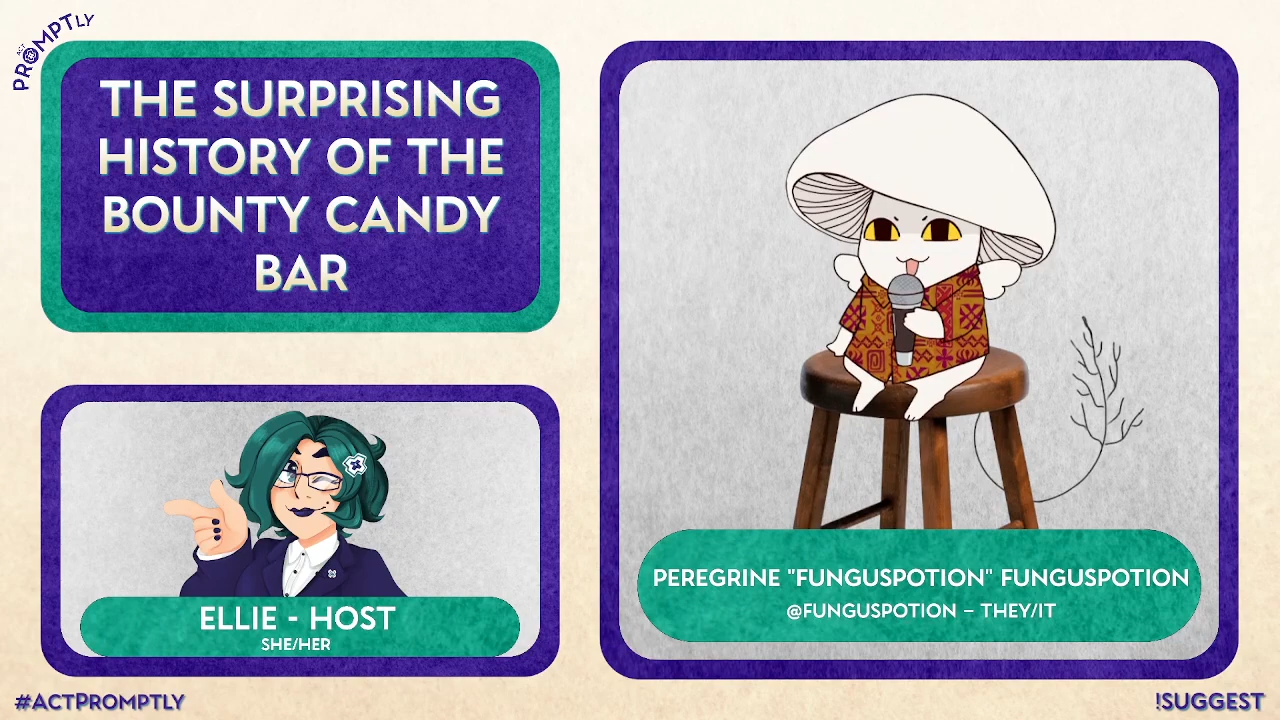 ACT
PROMPTLY
THE SURPRISING
HISTORY OF THE
BOUNTY CANDY
BAR
ELLIE - HOST
SHE/HER
PEREGRINE "FUNGUSPOTION" FUNGUSPOTION
@FUNGUSPOTION – THEY/IT
#ACTPROMPTLY
!SUGGEST